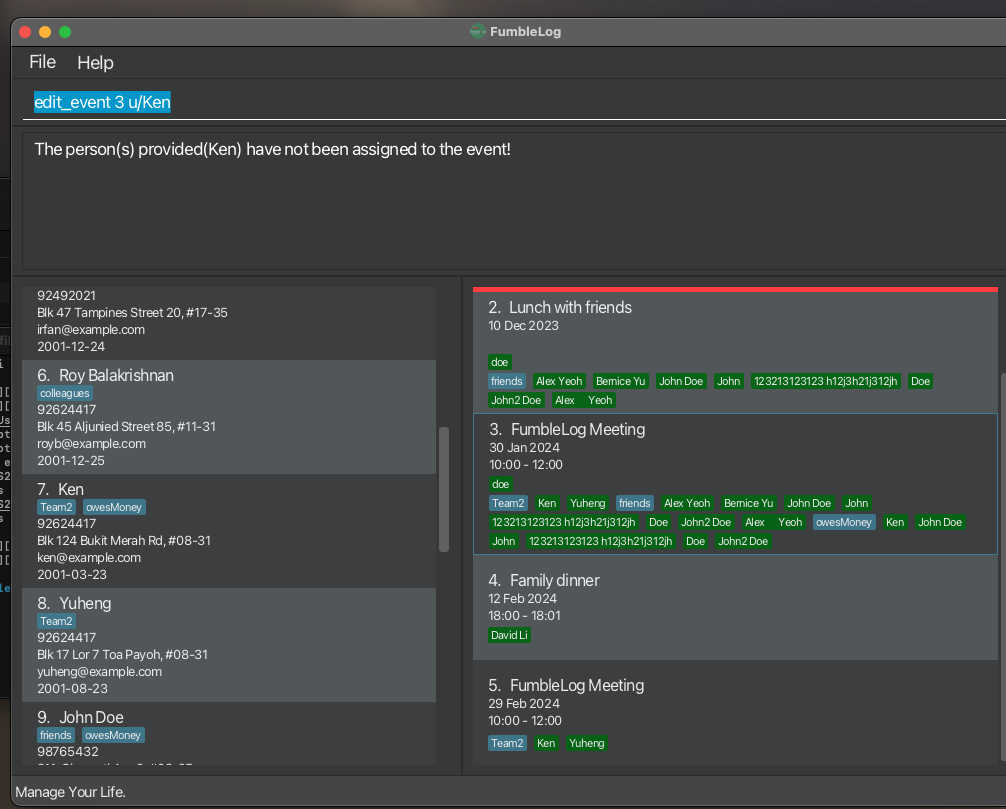 FumbleLog
File Help
edit_event 3 u/Ken
The person(s) provided(Ken) have not been assigned to the event!
92492021
Blk 47 Tampines Street 20, #17-35
irfan@example.com
2001-12-24
6. Roy Balakrishnan
colleagues
92624417
Blk 45 Aljunied Street 85, #11-31
royb@example.com
2001-12-25
7. Ken
Team2 owesMoney
92624417
Blk 124 Bukit Merah Rd, #08-31
ken@example.com
2001-03-23
8. Yuheng
Team2
92624417
Blk 17 Lor 7 Toa Payoh, #08-31
yuheng@example.com
2001-08-23
9. John Doe
friends owesMoney
98765432
2. Lunch with friends
10 Dec 2023
doe
friends Alex Yeoh Bernice Yu John Doe John 123213123123 h12j3h21j312jh Doe
John2 Doe Alex Yeoh
3. FumbleLog Meeting
30 Jan 2024
10:00 - 12:00
doe
Team2 Ken Yuheng friends Alex Yeoh Bernice Yu John Doe John
123213123123 h12j3h21j312jh Doe John2 Doe Alex Yeoh owesMoney Ken John Doe
John 123213123123 h12j3h21j312jh Doe John2 Doe
4. Family dinner
12 Feb 2024
18:00 - 18:01
David Li
5. FumbleLog Meeting
29 Feb 2024
10:00 - 12:00
Team2 Ken Yuheng
Manage Your Life.